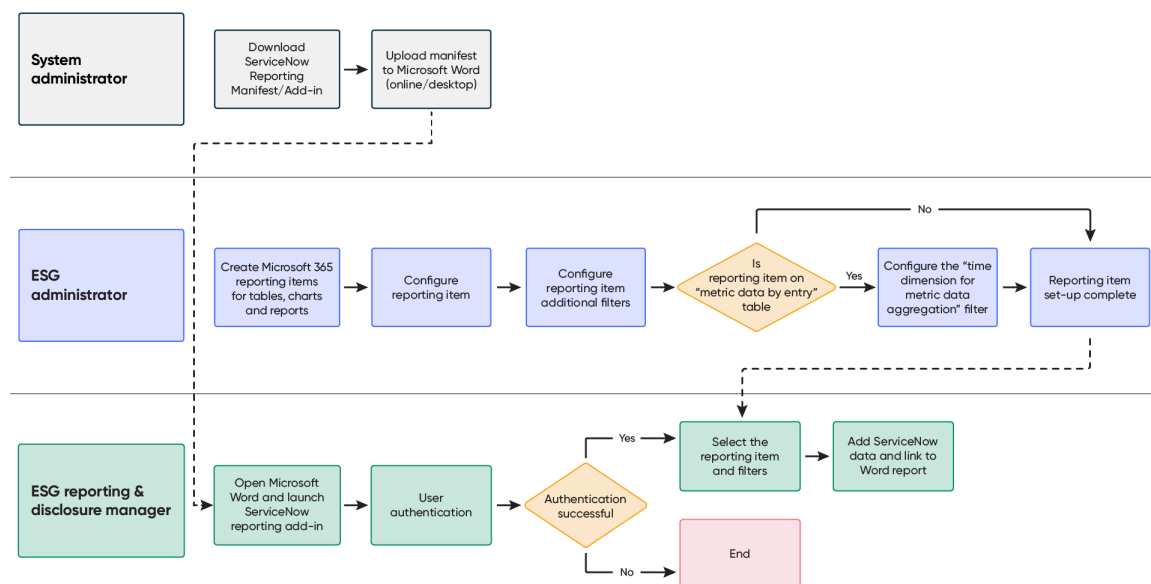 System
administrator
Download
ServiceNow
Reporting
Manifest/Add-in
Upload manifest
to Microsoft Word
(online/desktop)
ESG
administrator
Create Microsoft 365
reporting items
for tables, charts
and reports
Configure
reporting item
Configure
reporting item
additional filters
Is
reporting item on
“metric data by entry”
table
No
Yes
Configure the “time
dimension for
metric data
aggregation” filter
Reporting item
set-up complete
ESG reporting &
disclosure manager
Open Microsoft
Word and launch
ServiceNow
reporting add-in
User
authentication
Authentication
successful
Yes
Select the
reporting item
and filters
Add ServiceNow
data and link to
Word report
No
End